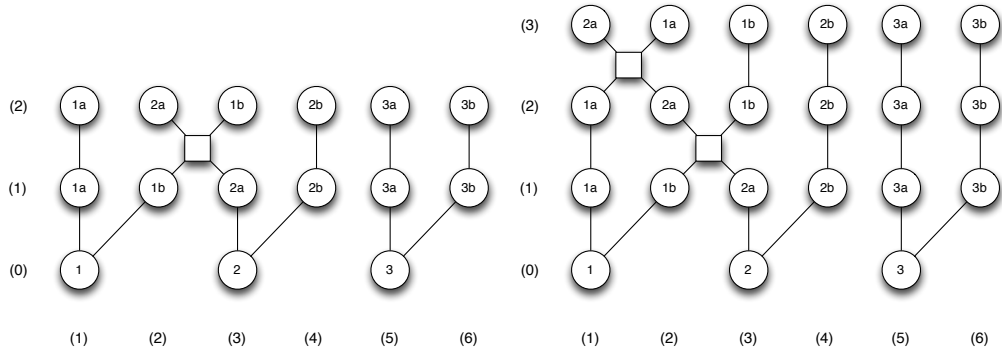 (3) 2a 1a 1b 2b 3a 3b
(2) 1a 2a 1b 2b 3a 3b (2) 1a 2a 1b 2b 3a 3b
(1) 1a 1b 2a 2b 3a 3b (1) 1a 1b 2a 2b 3a 3b
(0) 1 2 3 (0) 1 2 3
(1) (2) (3) (4) (5) (6) (1) (2) (3) (4) (5) (6)